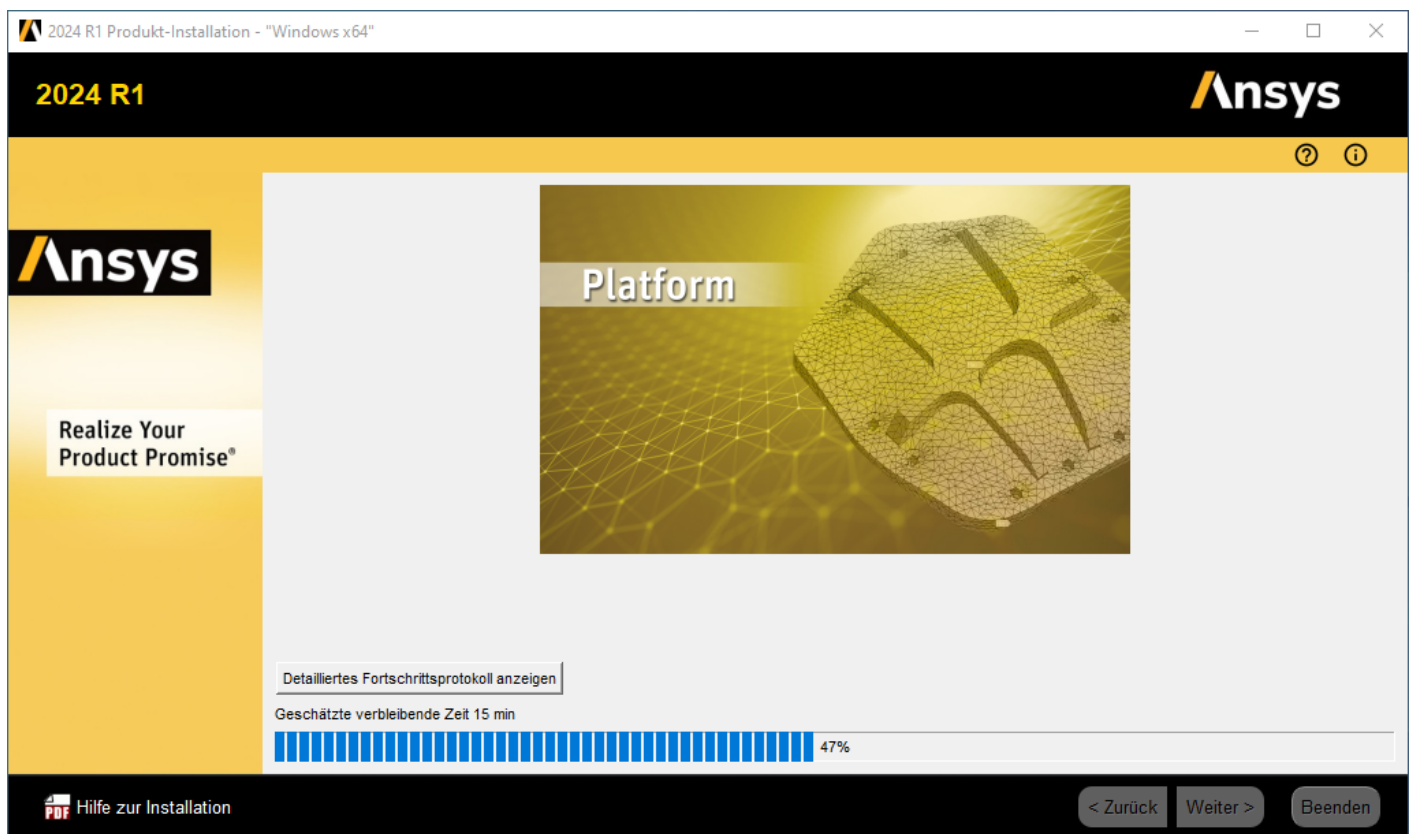 2024 R1 Produkt-Installation - "Windows x64"
2024 R1
Ansys
Ansys
Platform
Realize Your
Product Promise®
Detailliertes Fortschrittsprotokoll anzeigen
Geschätzte verbleibende Zeit 15 min
47%
PDF Hilfe zur Installation
< Zurück Weiter > Beenden